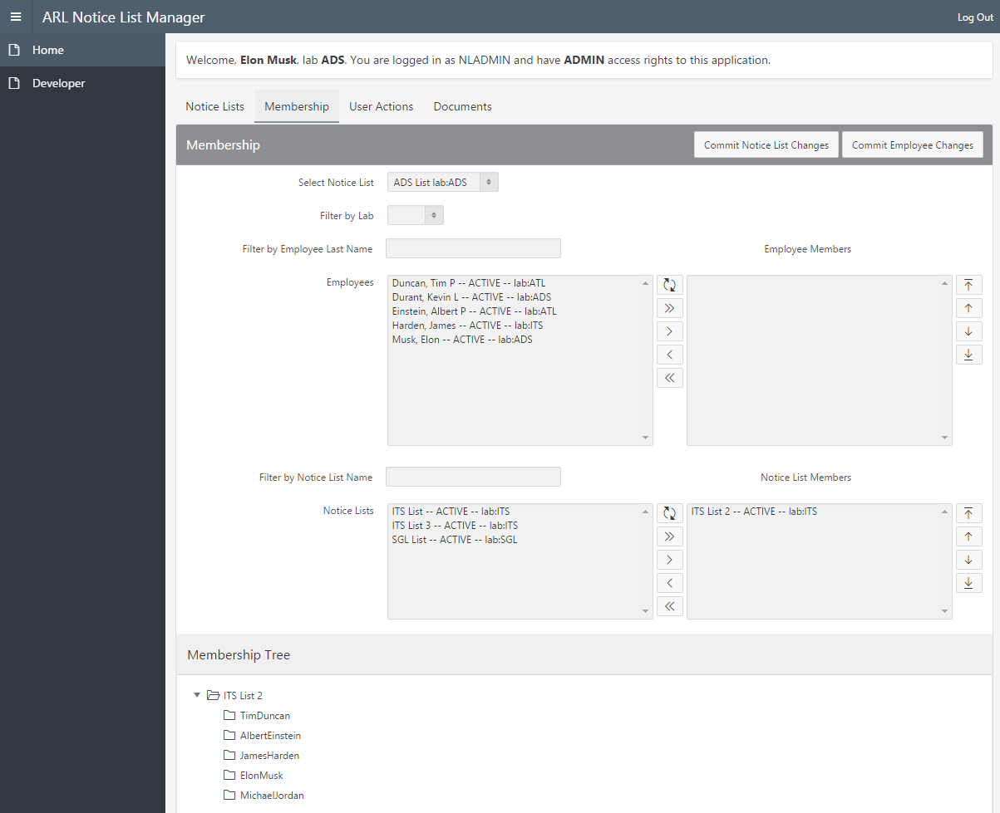 ARL Notice List Manager
Log Out
Home
Developer
Welcome, Elon Musk, lab ADS. You are logged in as NLADMIN and have ADMIN access rights to this application.
Notice Lists Membership User Actions Documents
Membership Commit Notice List Changes Commit Employee Changes
Select Notice List ADS List lab:ADS
Filter by Lab
Filter by Employee Last Name Employee Members
Employees
Duncan, Tim P -- ACTIVE -- lab:ATL
Durant, Kevin L -- ACTIVE -- lab:ADS
Einstein, Albert P -- ACTIVE -- lab:ATL
Harden, James -- ACTIVE -- lab:ITS
Musk, Elon -- ACTIVE -- lab:ADS
Filter by Notice List Name Notice List Members
Notice Lists
ITS List -- ACTIVE -- lab:ITS
ITS List 3 -- ACTIVE -- lab:ITS
SGL List -- ACTIVE -- lab:SGL
ITS List 2 -- ACTIVE -- lab:ITS
Membership Tree
ITS List 2
TimDuncan
AlbertEinstein
JamesHarden
ElonMusk
MichaelJordan